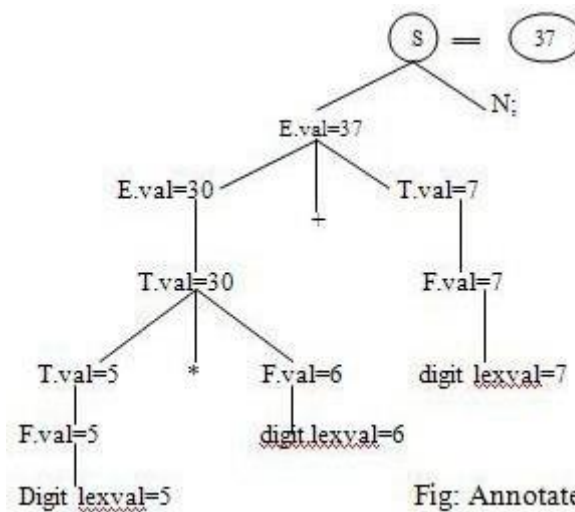 S = 37
N;
E.val=37
E.val=30 + T.val=7
T.val=30 F.val=7
T.val=5 * F.val=6 digit lexval=7
F.val=5 digit.lexval=6
Digit lexval=5 Fig: Annotate